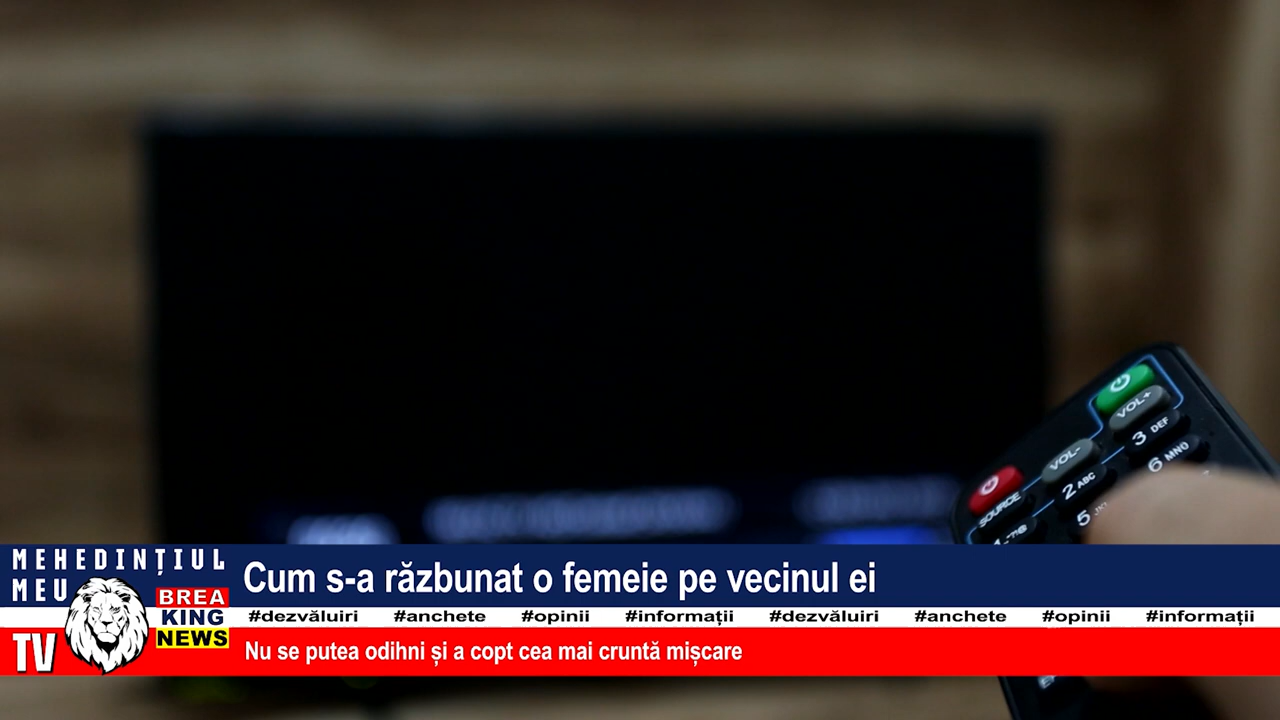 VOL+
3 DEF
VOL-
6 MNO
2 ABC
SOURCE
5
MEHEDINȚIUL
MEU
TV
BREA
KING
NEWS
Cum s-a răzbunat o femeie pe vecinul ei
#dezvăluiri #anchete #opinii #informații #dezvăluiri #anchete #opinii #informații
Nu se putea odihni și a copt cea mai cruntă mișcare